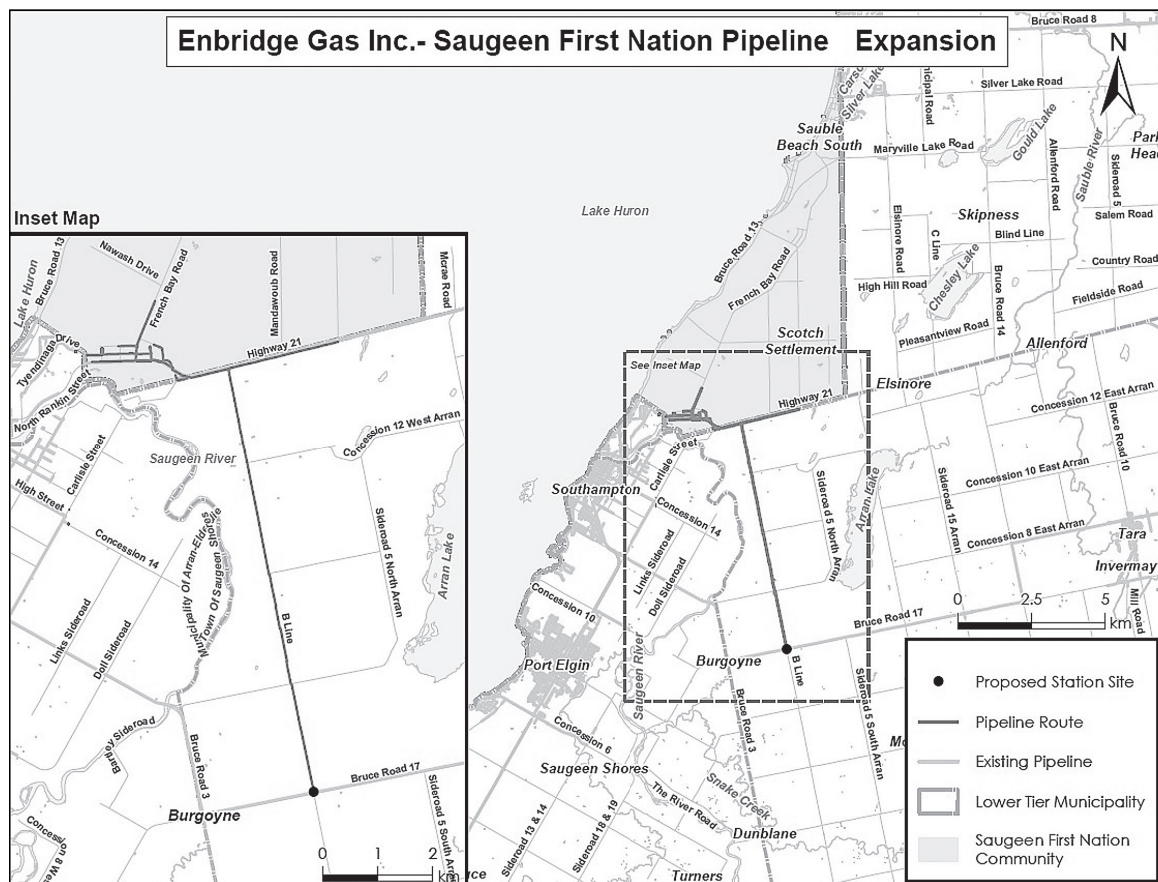 Enbridge Gas Inc.- Saugeen First Nation Pipeline Expansion
Bruce Road 8
N
Silver Lake Road
Silver Lake
Sauble
Beach South
Maryville Lake Road
Gould Lake
Allenford Road
Sauble River
Sideroad 5
Salem Road
Lake Huron
Skipness
Elsinore Road
C Line
Blind Line
Bruce Road 13
French Bay Road
Country Road
High Hill Road
Chesley Lake
Bruce Road 14
Fieldside Road
Pleasantview Road
Scotch
Settlement
Allenford
See Inset Map
Elsinore
Highway 21
Concession 12 East Arran
Bruce Road 10
Carlisle Street
Southampton
Concession 14
Sideroad 5 North Arran
Arran Lake
Sideroad 15 Arran
Concession 10 East Arran
Concession 8 East Arran
Tara
Invermay
Links Sideroad
Doll Sideroad
Concession 10
Bruce Road 17
Mill Road
0 2.5 5
km
Port Elgin
Saugeen River
Burgoyne
B Line
Bruce Road 3
Sideroad 5 South Arran
Concession 6
Saugeen Shores
Snake Creek
The River Road
Sideroad 13 & 14
Sideroad 18 & 19
Dunblane
Turners
Inset Map
Lake Huron
Bruce Road 13
Nawash Drive
French Bay Road
Mandawoub Road
Mcrae Road
Tyendinaga Drive
Highway 21
North Rankin Street
Carlisle Street
Saugeen River
Concession 12 West Arran
High Street
Concession 14
Municipality Of Arran-Elderslie
Town Of Saugeen Shores
Sideroad 5 North Arran
Arran Lake
Links Sideroad
Doll Sideroad
B Line
Bartley Sideroad
Bruce Road 3
Bruce Road 17
Burgoyne
Sideroad 5 South Arran
0 1 2
km
Proposed Station Site
Pipeline Route
Existing Pipeline
Lower Tier Municipality
Saugeen First Nation
Community